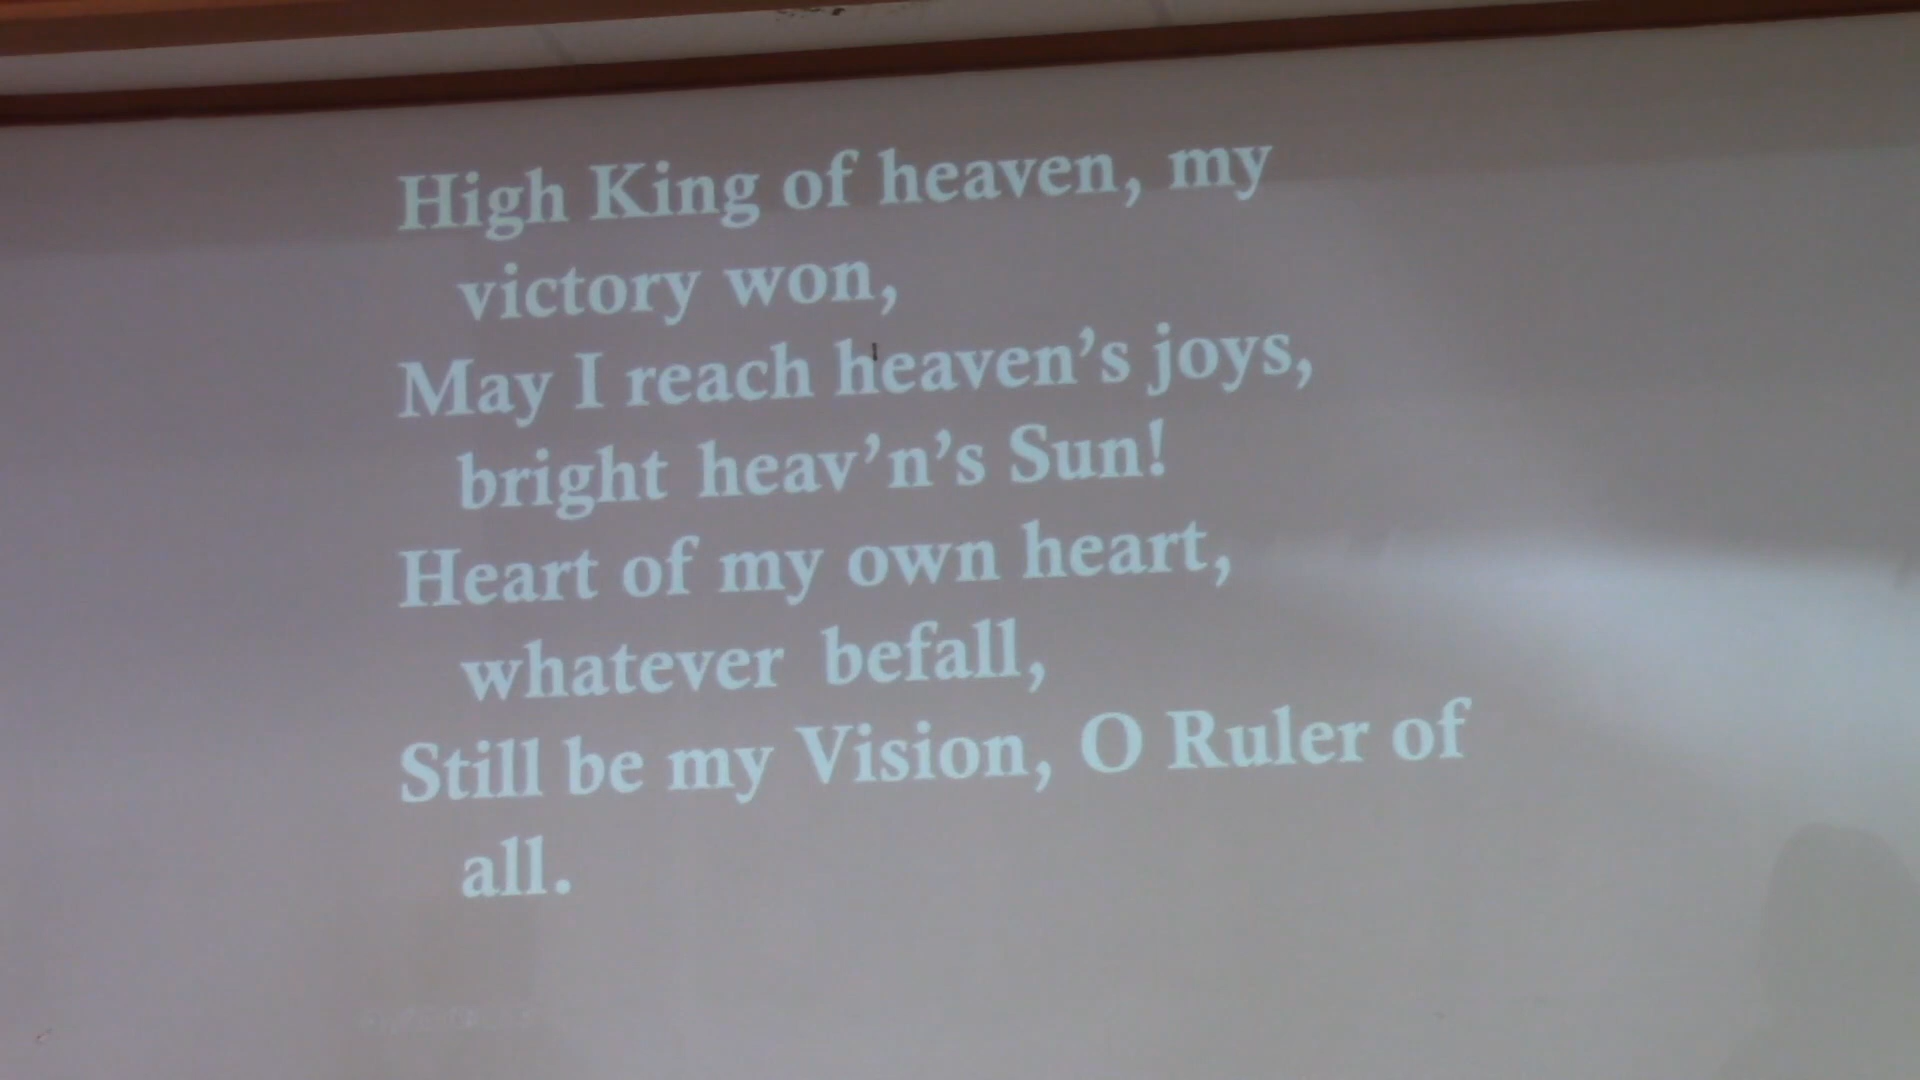 High King of heaven, my
victory won,
May I reach heaven's joys,
bright heav'n's Sun!
Heart of my own heart,
whatever befall,
Still be my Vision, O Ruler of
all.